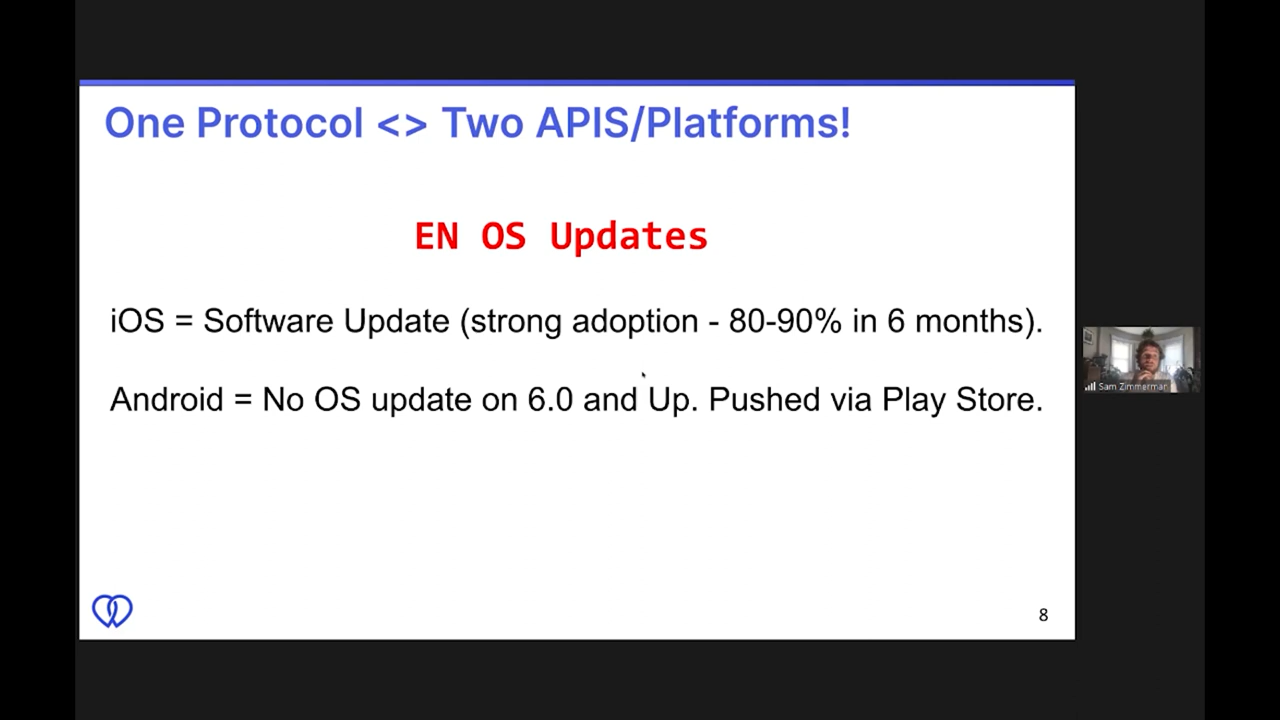 One Protocol <> Two APIS/Platforms!
EN OS Updates
iOS = Software Update (strong adoption - 80-90% in 6 months).
Android = No OS update on 6.0 and Up. Pushed via Play Store.
8
Sam Zimmerman